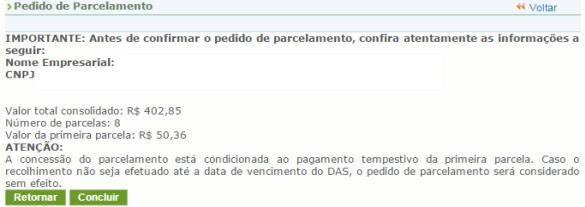 Pedido de Parcelamento
Voltar
IMPORTANTE: Antes de confirmar o pedido de parcelamento, confira atentamente as informações a
seguir:
Nome Empresarial:
CNPJ
Valor total consolidado: R$ 402,85
Número de parcelas: 8
Valor da primeira parcela: R$ 50,36
ATENÇÃO:
A concessão do parcelamento está condicionada ao pagamento tempestivo da primeira parcela. Caso o
recolhimento não seja efetuado até a data de vencimento do DAS, o pedido de parcelamento será considerado
sem efeito.
Retornar Concluir